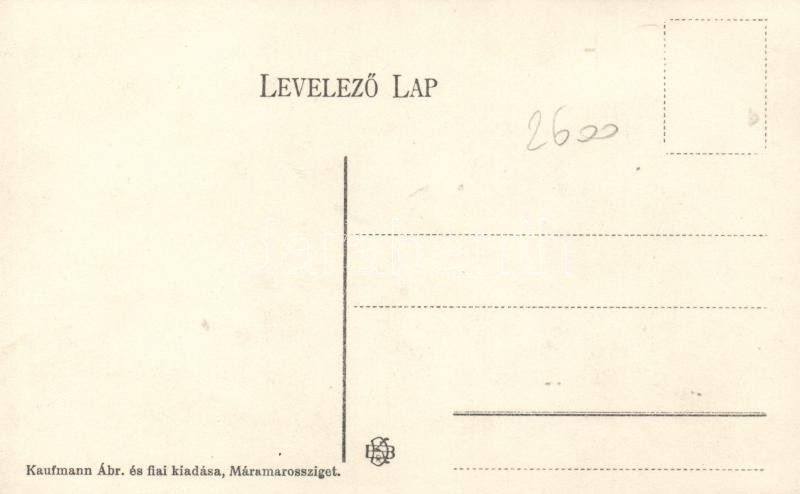 LEVELEZŐ LAP
2600
Kaufmann Ábr. és fiai kiadása, Máramarossziget.